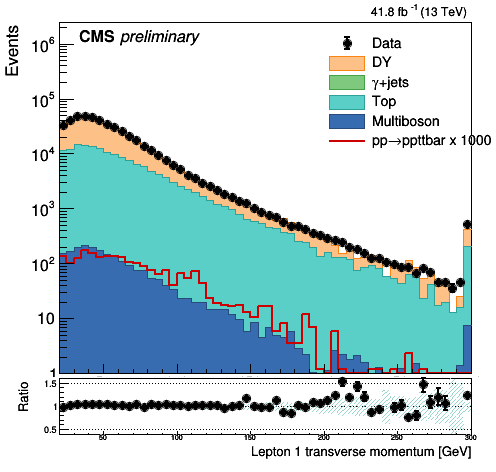 41.8 fb⁻¹ (13 TeV)
CMS preliminary
Events
10⁶
10⁵
10⁴
10³
10²
10
1
Data
DY
γ+jets
Top
Multiboson
pp→ppttbar x 1000
Ratio
1.5
1
0.5
50 100 150 200 250 300
Lepton 1 transverse momentum [GeV]